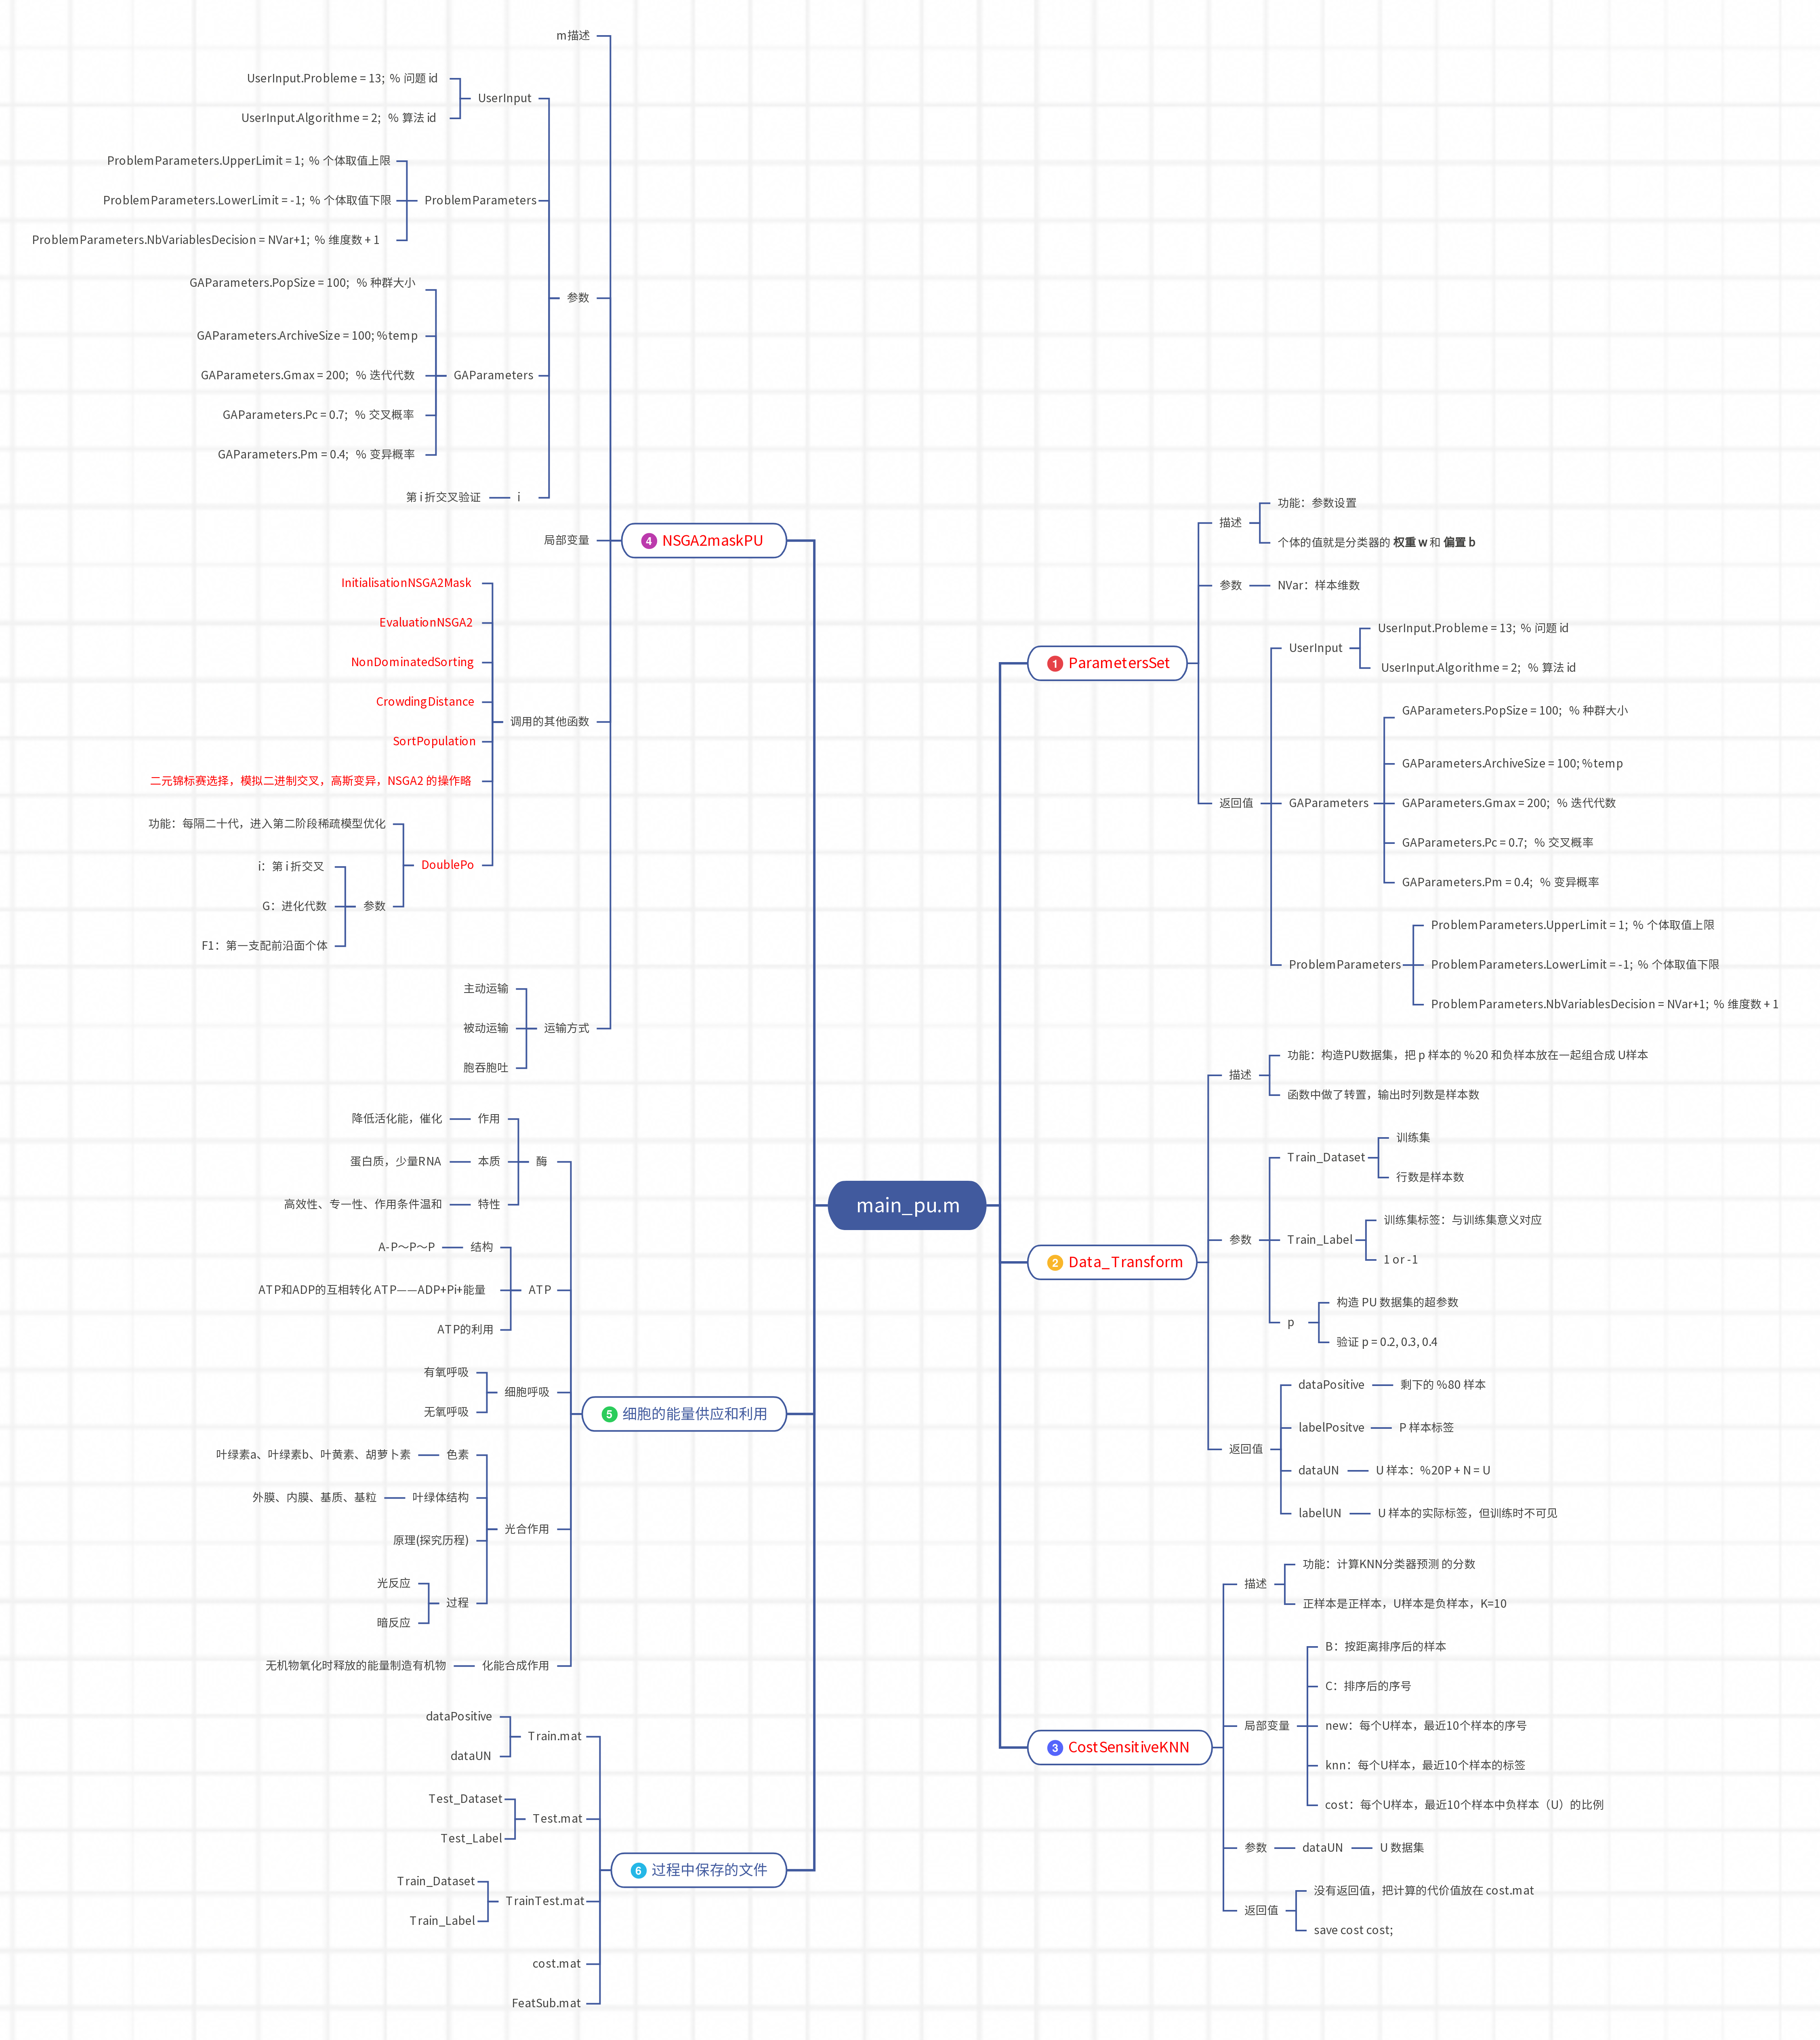 main_pu.m
1 ParametersSet
描述
功能：参数设置
个体的值就是分类器的 权重 w 和 偏置 b
参数
NVar：样本维数
返回值
UserInput
UserInput.Probleme = 13; % 问题 id
UserInput.Algorithme = 2; % 算法 id
GAParameters
GAParameters.PopSize = 100; % 种群大小
GAParameters.ArchiveSize = 100; %temp
GAParameters.Gmax = 200; % 迭代代数
GAParameters.Pc = 0.7; % 交叉概率
GAParameters.Pm = 0.4; % 变异概率
ProblemParameters
ProblemParameters.UpperLimit = 1; % 个体取值上限
ProblemParameters.LowerLimit = -1; % 个体取值下限
ProblemParameters.NbVariablesDecision = NVar+1; % 维度数 + 1
2 Data_Transform
描述
功能：构造PU数据集，把 p 样本的 %20 和负样本放在一起组合成 U样本
函数中做了转置，输出时列数是样本数
参数
Train_Dataset
训练集
行数是样本数
Train_Label
训练集标签：与训练集意义对应
1 or -1
p
构造 PU 数据集的超参数
验证 p = 0.2, 0.3, 0.4
返回值
dataPositive
剩下的 %80 样本
labelPositve
P 样本标签
dataUN
U 样本：%20P + N = U
labelUN
U 样本的实际标签，但训练时不可见
3 CostSensitiveKNN
描述
功能：计算KNN分类器预测 的分数
正样本是正样本，U样本是负样本，K=10
局部变量
B：按距离排序后的样本
C：排序后的序号
new：每个U样本，最近10个样本的序号
knn：每个U样本，最近10个样本的标签
cost：每个U样本，最近10个样本中负样本（U）的比例
参数
dataUN
U 数据集
返回值
没有返回值，把计算的代价值放在 cost.mat
save cost cost;
4 NSGA2maskPU
m描述
参数
UserInput
UserInput.Probleme = 13; % 问题 id
UserInput.Algorithme = 2; % 算法 id
ProblemParameters
ProblemParameters.UpperLimit = 1; % 个体取值上限
ProblemParameters.LowerLimit = -1; % 个体取值下限
ProblemParameters.NbVariablesDecision = NVar+1; % 维度数 + 1
GAParameters
GAParameters.PopSize = 100; % 种群大小
GAParameters.ArchiveSize = 100; %temp
GAParameters.Gmax = 200; % 迭代代数
GAParameters.Pc = 0.7; % 交叉概率
GAParameters.Pm = 0.4; % 变异概率
i
第 i 折交叉验证
局部变量
调用的其他函数
InitialisationNSGA2Mask
EvaluationNSGA2
NonDominatedSorting
CrowdingDistance
SortPopulation
二元锦标赛选择，模拟二进制交叉，高斯变异，NSGA2 的操作略
DoublePo
功能：每隔二十代，进入第二阶段稀疏模型优化
参数
i：第 i 折交叉
G：进化代数
F1：第一支配前沿面个体
运输方式
主动运输
被动运输
胞吞胞吐
5 细胞的能量供应和利用
酶
作用
降低活化能，催化
本质
蛋白质，少量RNA
特性
高效性、专一性、作用条件温和
ATP
结构
A-P～P～P
ATP和ADP的互相转化 ATP——ADP+Pi+能量
ATP的利用
细胞呼吸
有氧呼吸
无氧呼吸
光合作用
色素
叶绿素a、叶绿素b、叶黄素、胡萝卜素
叶绿体结构
外膜、内膜、基质、基粒
原理(探究历程)
过程
光反应
暗反应
化能合成作用
无机物氧化时释放的能量制造有机物
6 过程中保存的文件
Train.mat
dataPositive
dataUN
Test.mat
Test_Dataset
Test_Label
TrainTest.mat
Train_Dataset
Train_Label
cost.mat
FeatSub.mat